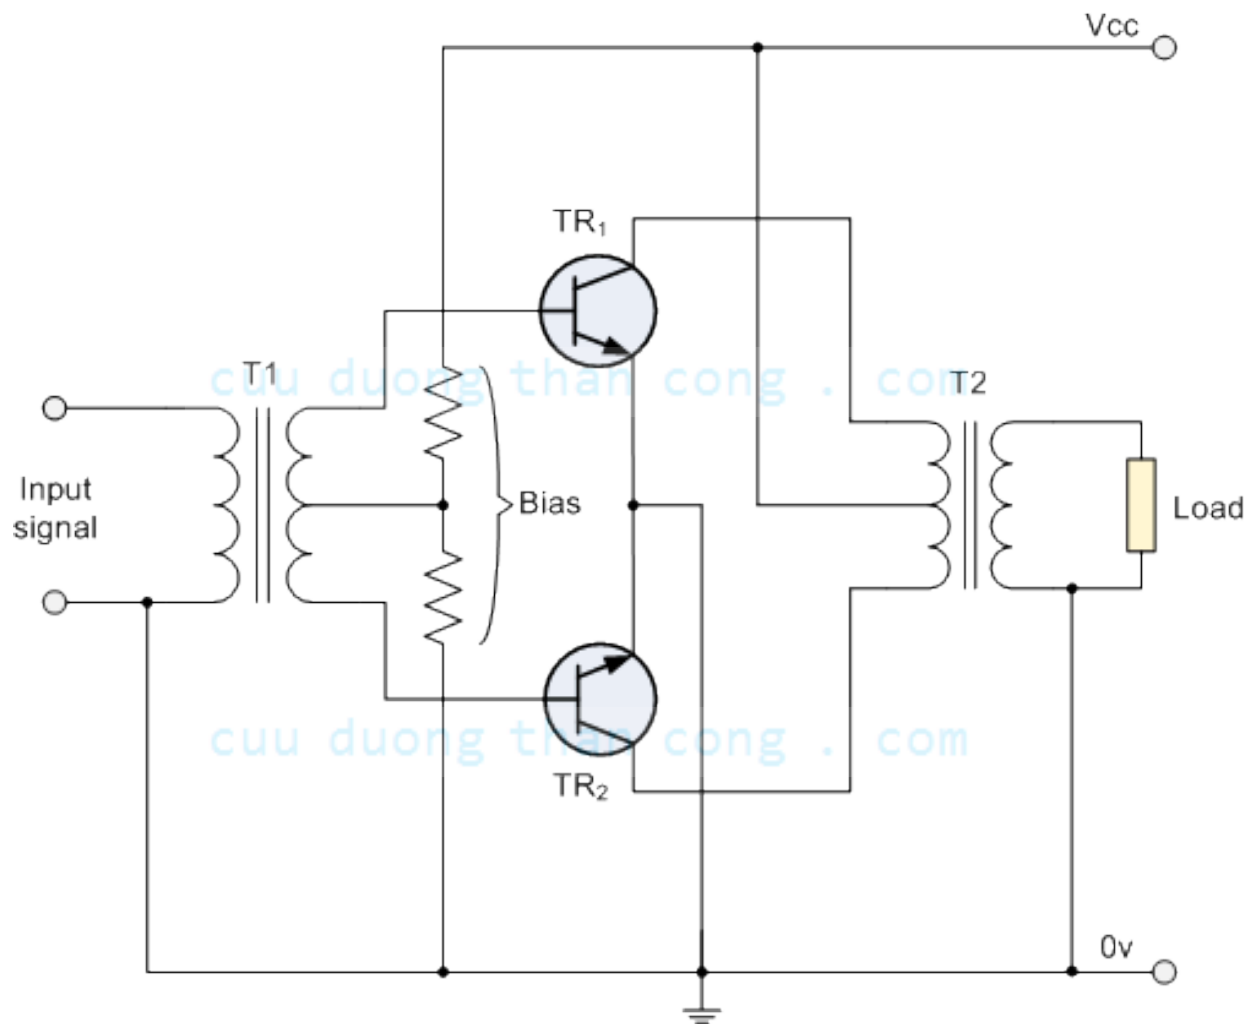 Vcc
TR₁
T1
cuu duong than cong . com
T2
Input
signal
Bias
Load
cuu duong than cong . com
TR₂
0v